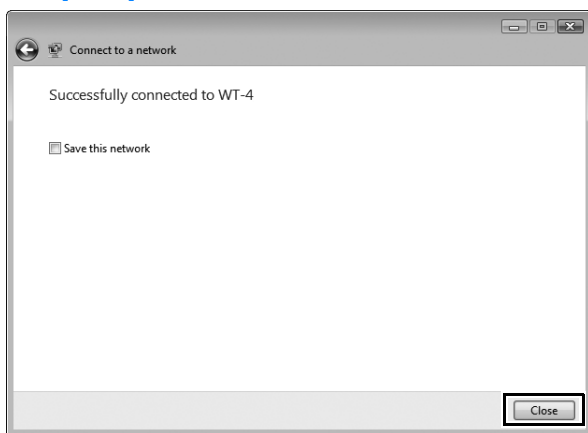 Connect to a network
Successfully connected to WT-4
Save this network
Close